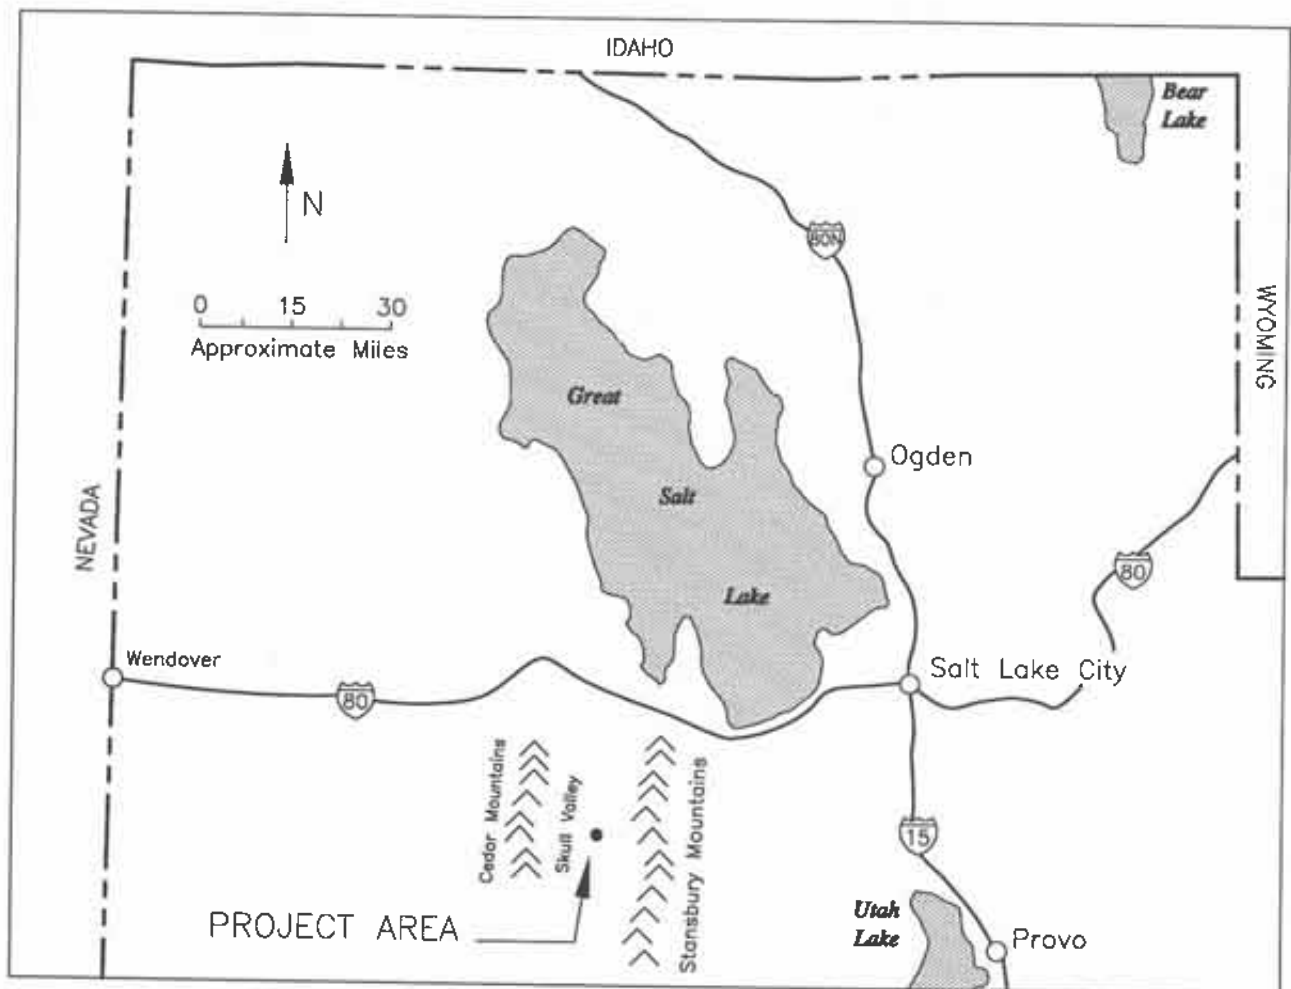 IDAHO
Bear
Lake
N
80N
0 15 30
Approximate Miles
WYOMING
Great
Ogden
Salt
NEVADA
80
Lake
Wendover
Salt Lake City
80
Cedar Mountains
Skull Valley
Stansbury Mountains
15
PROJECT AREA
Utah
Lake
Provo